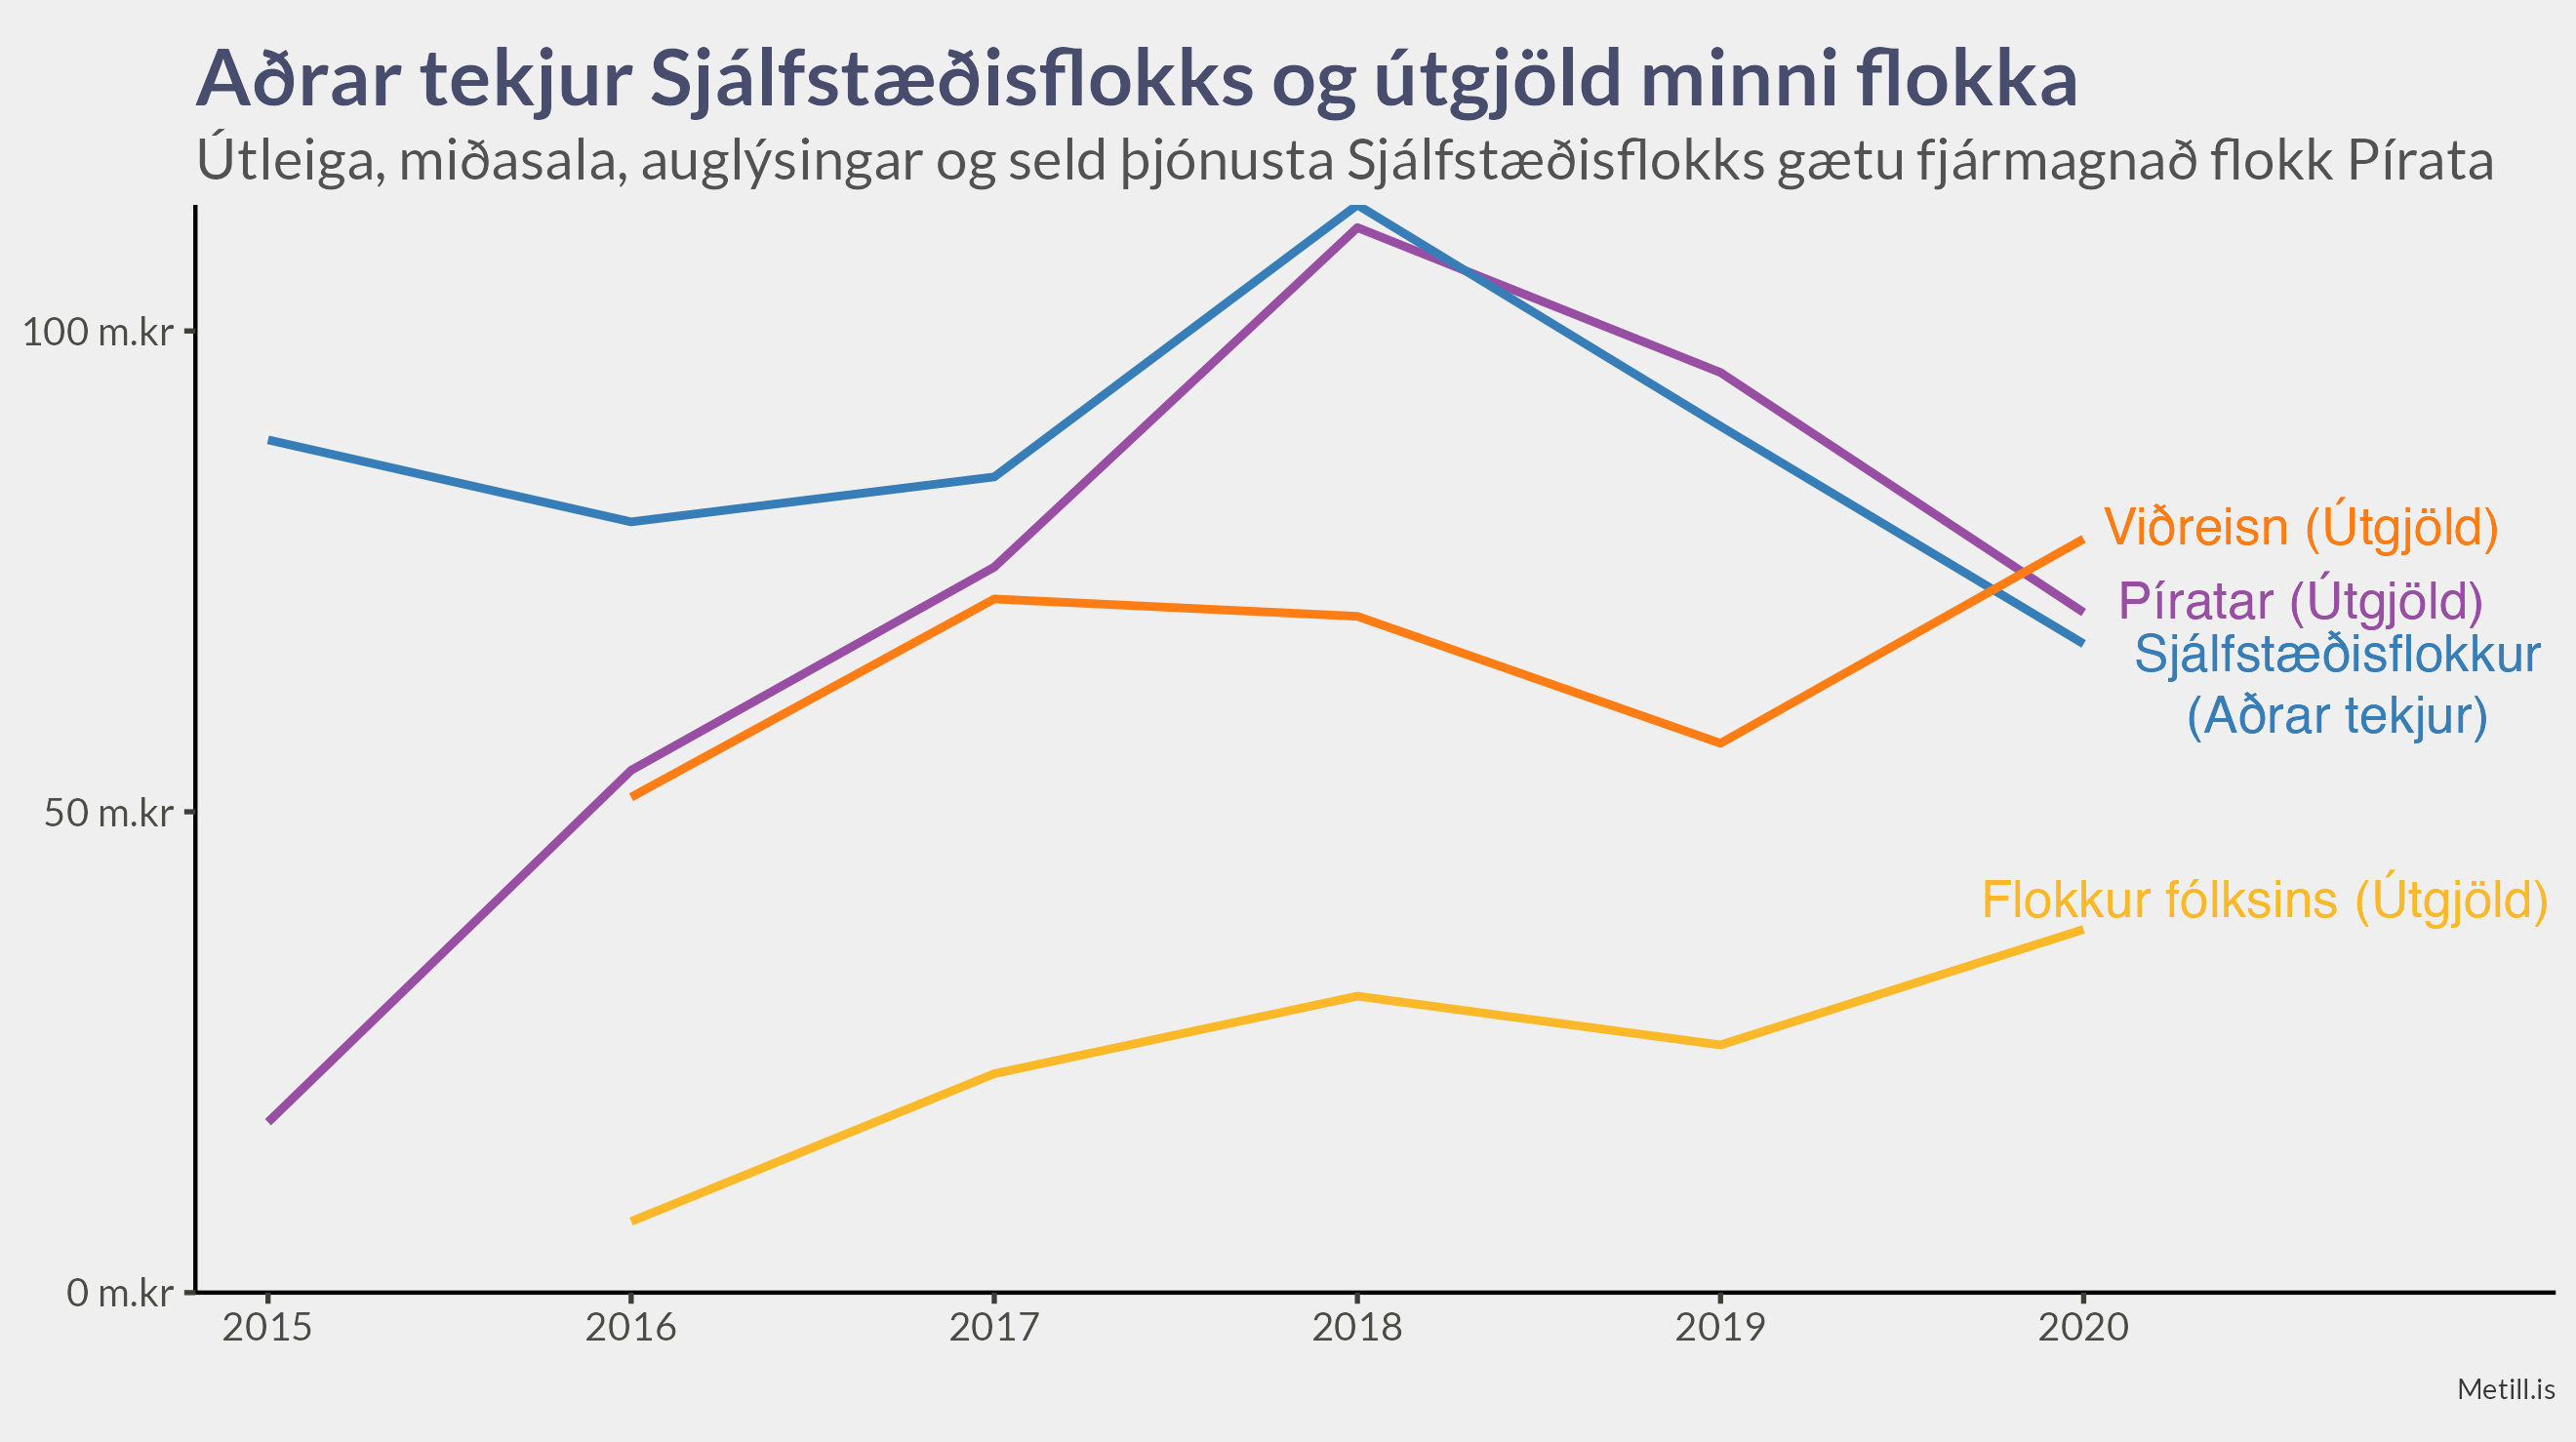 Aðrar tekjur Sjálfstæðisflokks og útgjöld minni flokka
Útleiga, miðasala, auglýsingar og seld þjónusta Sjálfstæðisflokks gætu fjármagnað flokk Pírata
100 m.kr
50 m.kr
0 m.kr
Viðreisn (Útgjöld)
Píratar (Útgjöld)
Sjálfstæðisflokkur
(Aðrar tekjur)
Flokkur fólksins (Útgjöld)
2015
2016
2017
2018
2019
2020
Metill.is